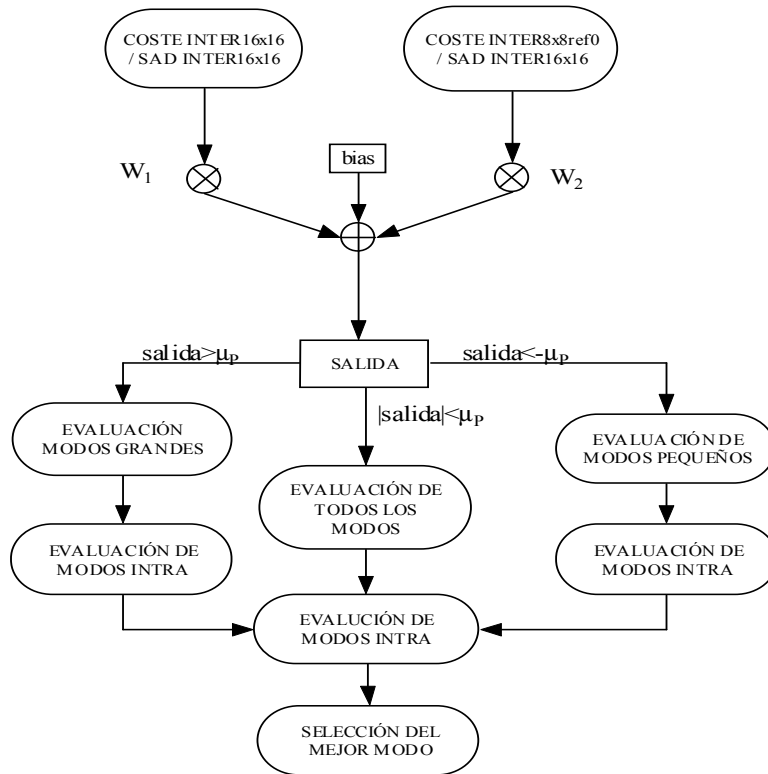 COSTE INTER16x16
/ SAD INTER16x16
COSTE INTER8x8ref0
/ SAD INTER16x16
W1
bias
W2
salida>μP
SALIDA
salida<-μP
|salida|<μP
EVALUACIÓN
MODOS GRANDES
EVALUACIÓN DE
TODOS LOS
MODOS
EVALUACIÓN DE
MODOS PEQUEÑOS
EVALUACIÓN DE
MODOS INTRA
EVALUACIÓN DE
MODOS INTRA
EVALUCIÓN DE
MODOS INTRA
SELECCIÓN DEL
MEJOR MODO